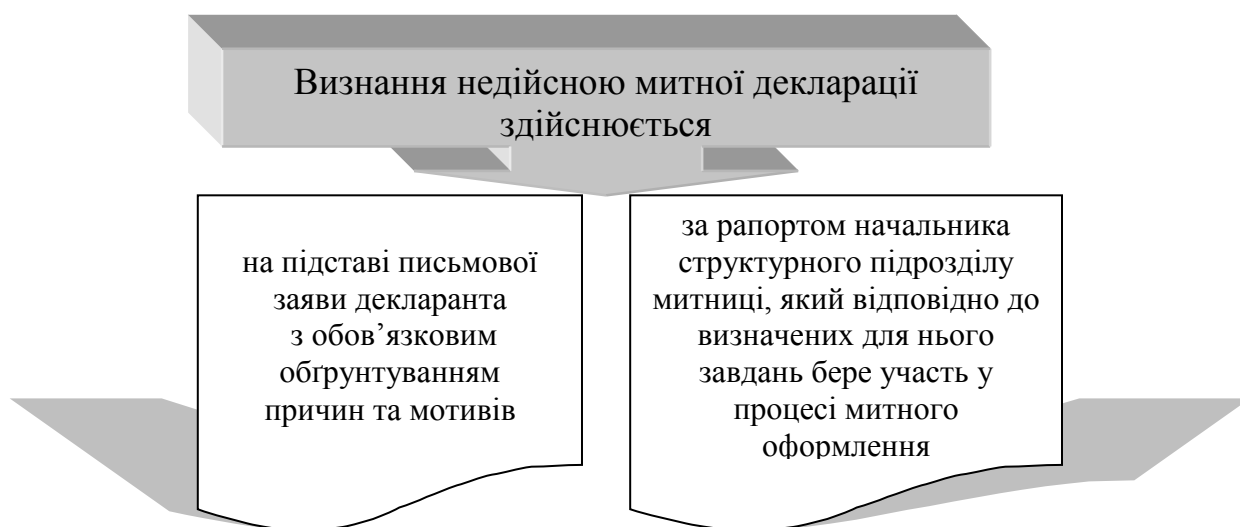 Визнання недійсною митної декларації
здійснюється
на підставі письмової
заяви декларанта
з обов’язковим
обґрунтуванням
причин та мотивів
за рапортом начальника
структурного підрозділу
митниці, який відповідно до
визначених для нього
завдань бере участь у
процесі митного
оформлення